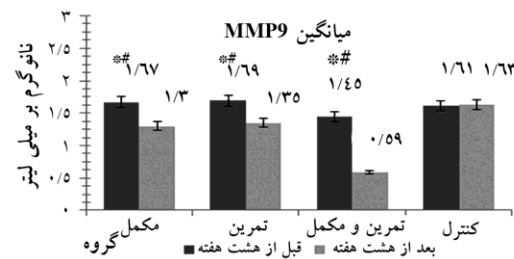 میانگین MMP9
نانوگرم بر میلی لیتر
۳
۲/۵
۲
۱/۵
۱
۰/۵
۰
*# *# *#
۱/۶۷ ۱/۳ ۱/۶۹ ۱/۳۵ ۱/۴۵ ۰/۵۹ ۱/۶۱ ۱/۶۳
مکمل تمرین تمرین و مکمل کنترل
گروه
قبل از هشت هفته بعد از هشت هفته